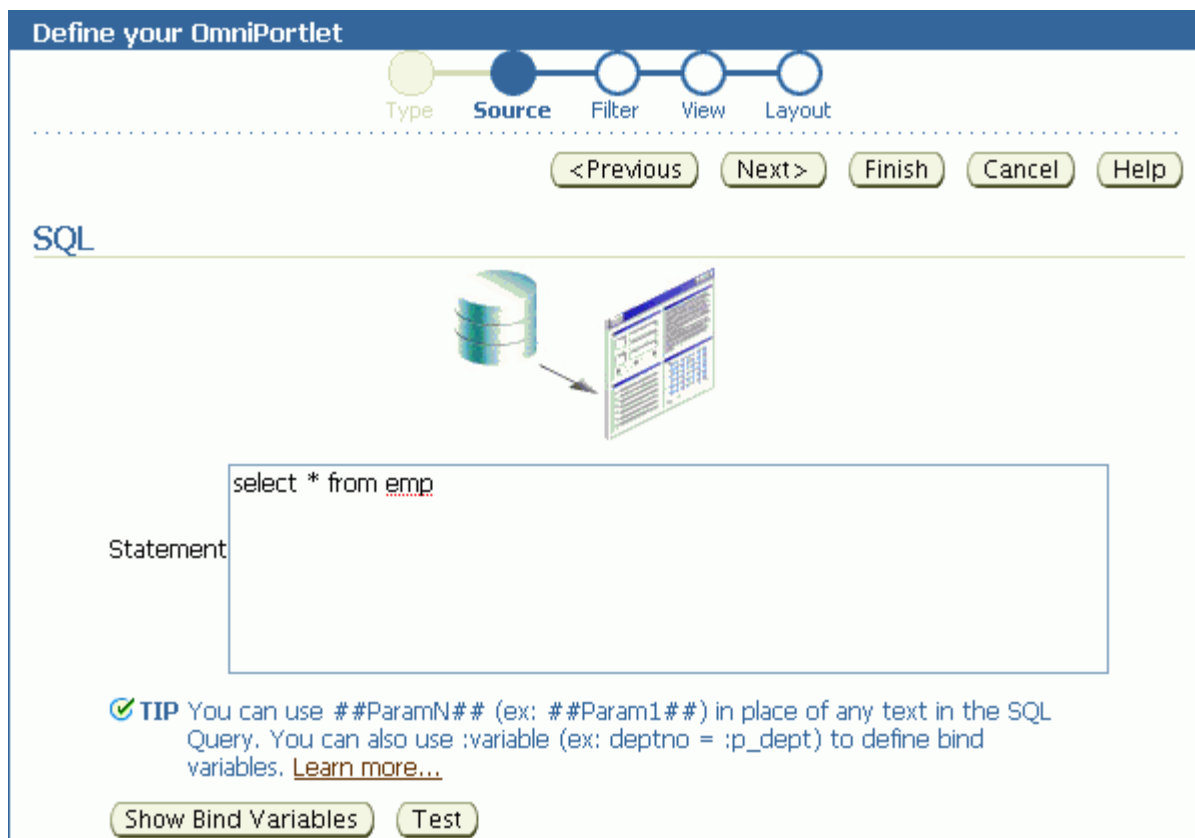 Define your OmniPortlet
Type Source Filter View Layout
<Previous Next> Finish Cancel Help
SQL
select * from emp
Statement
TIP You can use ##ParamN## (ex: ##Param1##) in place of any text in the SQL
Query. You can also use :variable (ex: deptno = :p_dept) to define bind
variables. Learn more...
Show Bind Variables Test